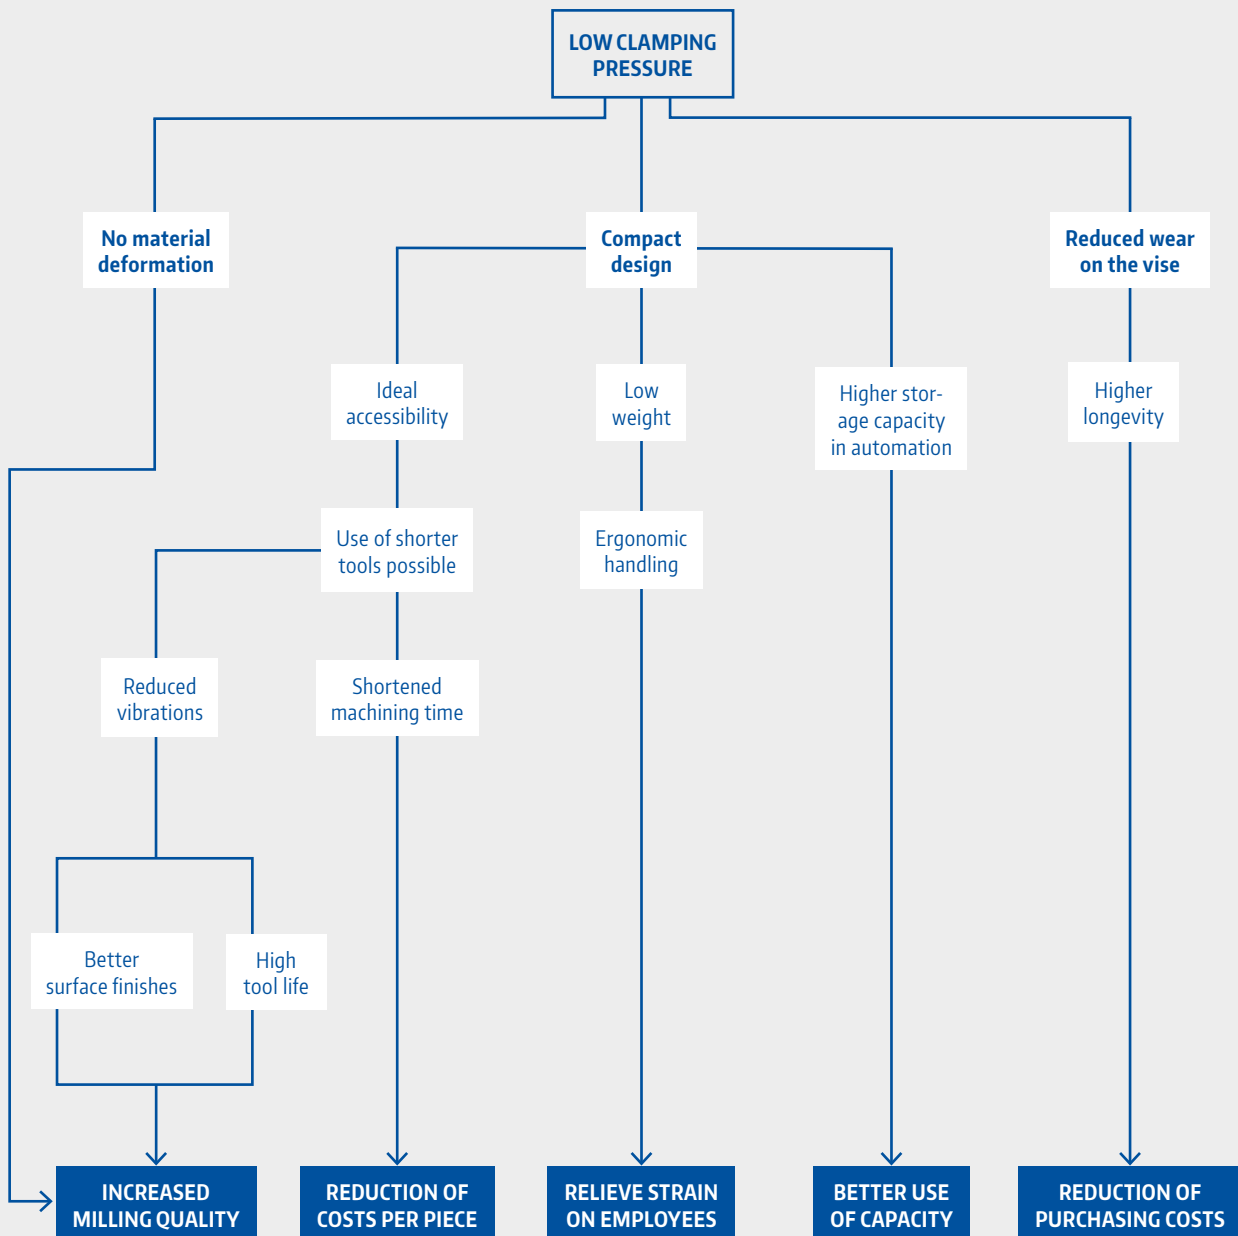 LOW CLAMPING
PRESSURE
No material
deformation
Compact
design
Reduced wear
on the vise
Ideal
accessibility
Low
weight
Higher stor-
age capacity
in automation
Higher
longevity
Use of shorter
tools possible
Ergonomic
handling
Reduced
vibrations
Shortened
machining time
Better
surface finishes
High
tool life
INCREASED
MILLING QUALITY
REDUCTION OF
COSTS PER PIECE
RELIEVE STRAIN
ON EMPLOYEES
BETTER USE
OF CAPACITY
REDUCTION OF
PURCHASING COSTS